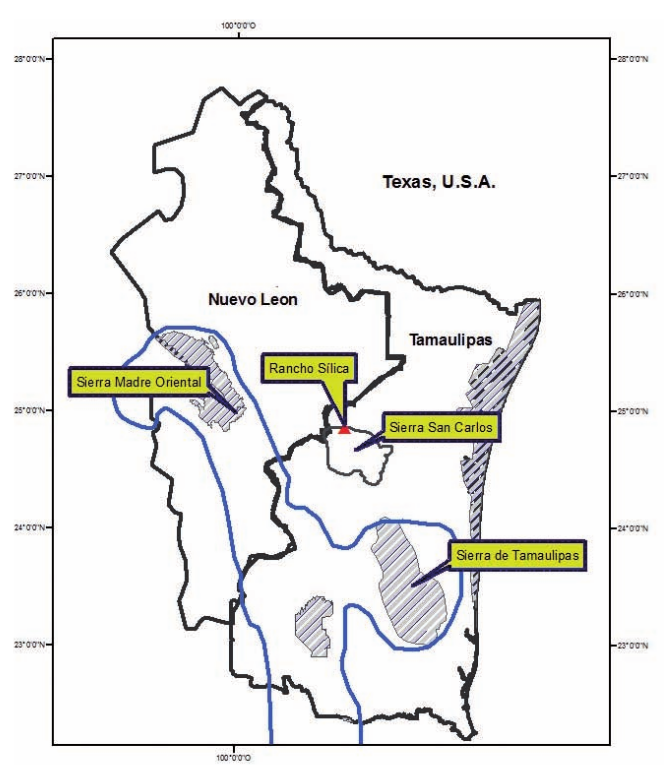 100°0'0"O
28°0'0"N
28°0'0"N
27°0'0"N
27°0'0"N
Texas, U.S.A.
26°0'0"N
26°0'0"N
Nuevo Leon
Tamaulipas
Rancho Sílica
Sierra Madre Oriental
25°0'0"N
25°0'0"N
Sierra San Carlos
24°0'0"N
24°0'0"N
Sierra de Tamaulipas
23°0'0"N
23°0'0"N
100°0'0"O